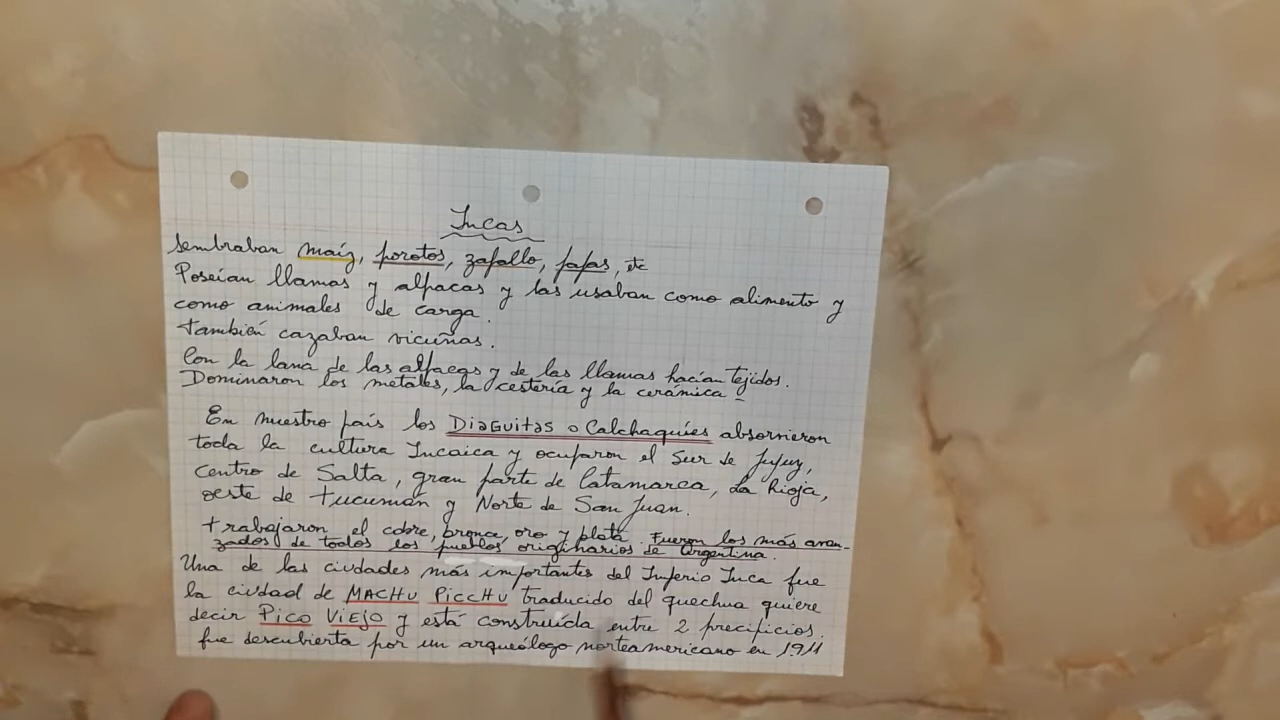 Incas
sembraban maíz, porotos, zapallo, papas, etc
Poseían llamas y alpacas y las usaban como alimento y
como animales de carga.
también cazaban vicuñas.
Con la lana de las alpacas y de las llamas hacían tejidos.
Dominaron los metales, la cestería y la cerámica -
En nuestro país los Diaguitas o Calchaquíes absorvieron
toda la cultura Incaica y ocuparon el Sur de Jujuy,
centro de Salta, gran parte de Catamarca, La Rioja,
oeste de tucumán y Norte de San Juan.
trabajaron el cobre, bronce, oro y plata. Fueron los más avan-
zados de todos los pueblos originarios de Argentina.
Una de las ciudades más importantes del Imperio Inca fue
la ciudad de MACHU PICCHU traducido del quechua quiere
decir Pico Viejo y está construida entre 2 precipicios.
fue descubierta por un arqueólogo norteamericano en 1911